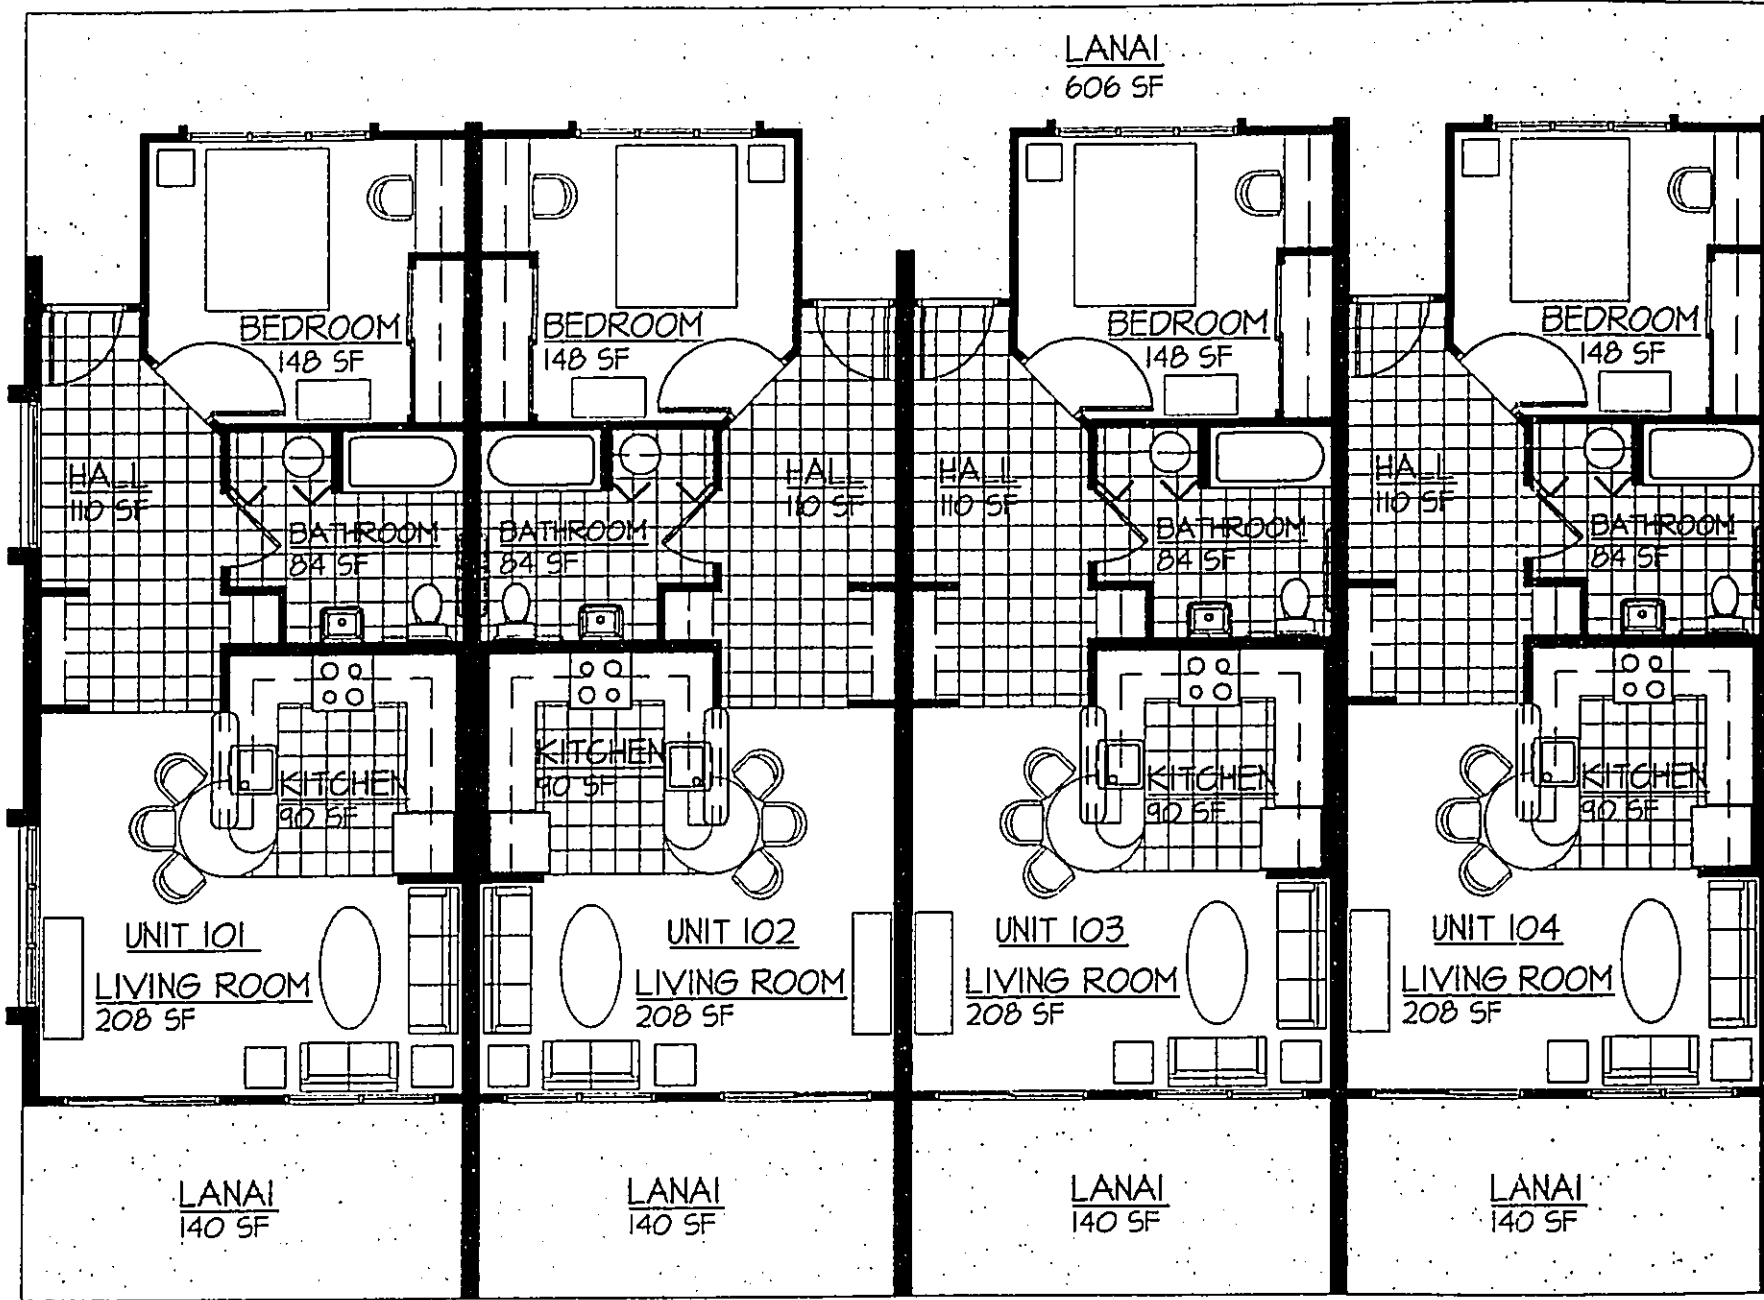 LANAI
606 SF
BEDROOM
148 SF
BEDROOM
148 SF
BEDROOM
148 SF
BEDROOM
148 SF
HALL
110 SF
BATHROOM
84 SF
BATHROOM
84 SF
HALL
110 SF
HALL
110 SF
BATHROOM
84 SF
HALL
110 SF
BATHROOM
84 SF
KITCHEN
90 SF
KITCHEN
90 SF
KITCHEN
90 SF
KITCHEN
90 SF
UNIT 101
LIVING ROOM
208 SF
UNIT 102
LIVING ROOM
208 SF
UNIT 103
LIVING ROOM
208 SF
UNIT 104
LIVING ROOM
208 SF
LANAI
140 SF
LANAI
140 SF
LANAI
140 SF
LANAI
140 SF